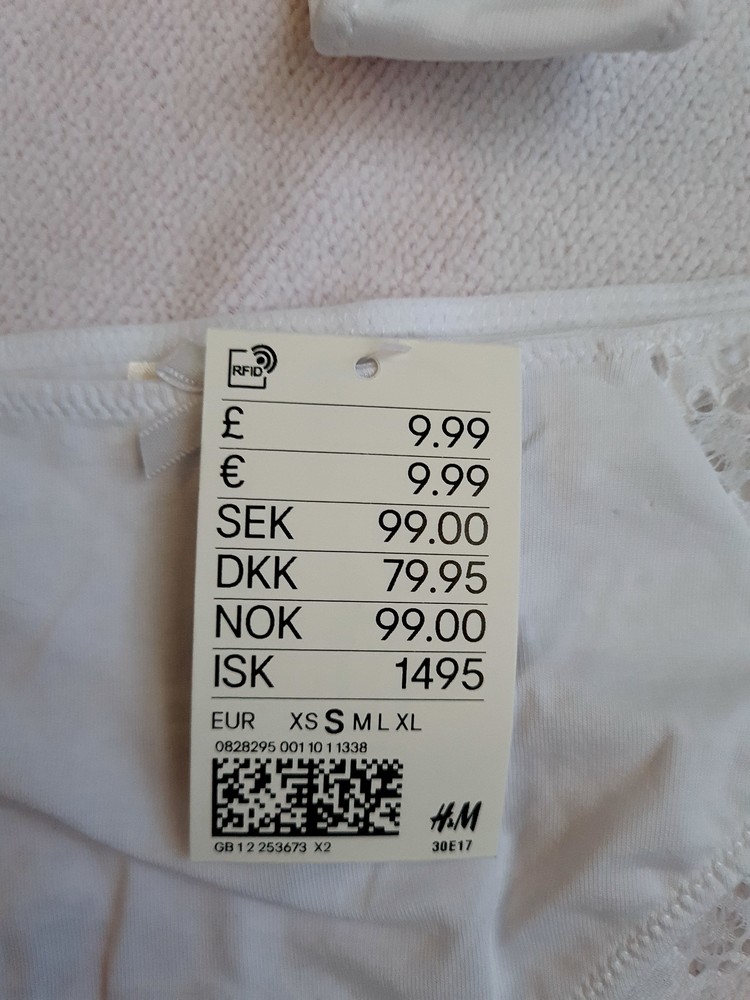 RFID
£ 9.99
€ 9.99
SEK 99.00
DKK 79.95
NOK 99.00
ISK 1495
EUR XS S M L XL
0828295 001 10 1 1338
H&M
GB 1 2 253673 X2 30E17